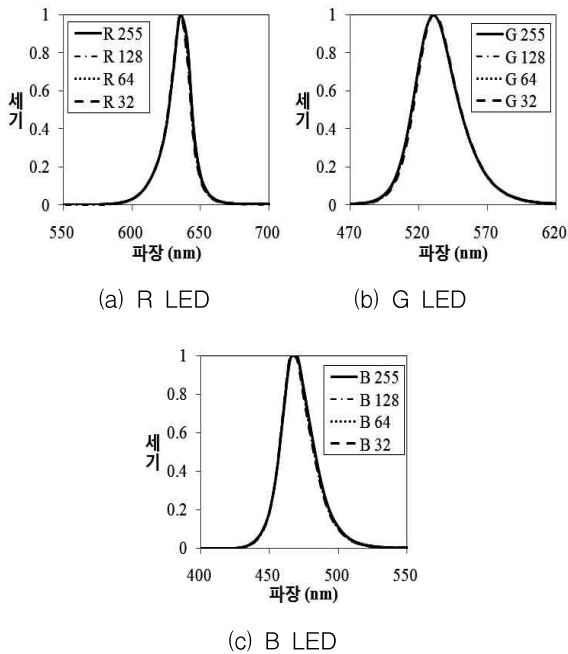 1
0.8
0.6
0.4
0.2
0
세기
R 255
R 128
R 64
R 32
550 600 650 700
파장 (nm)
(a) R LED
1
0.8
0.6
0.4
0.2
0
세기
G 255
G 128
G 64
G 32
470 520 570 620
파장 (nm)
(b) G LED
1
0.8
0.6
0.4
0.2
0
세기
B 255
B 128
B 64
B 32
400 450 500 550
파장 (nm)
(c) B LED